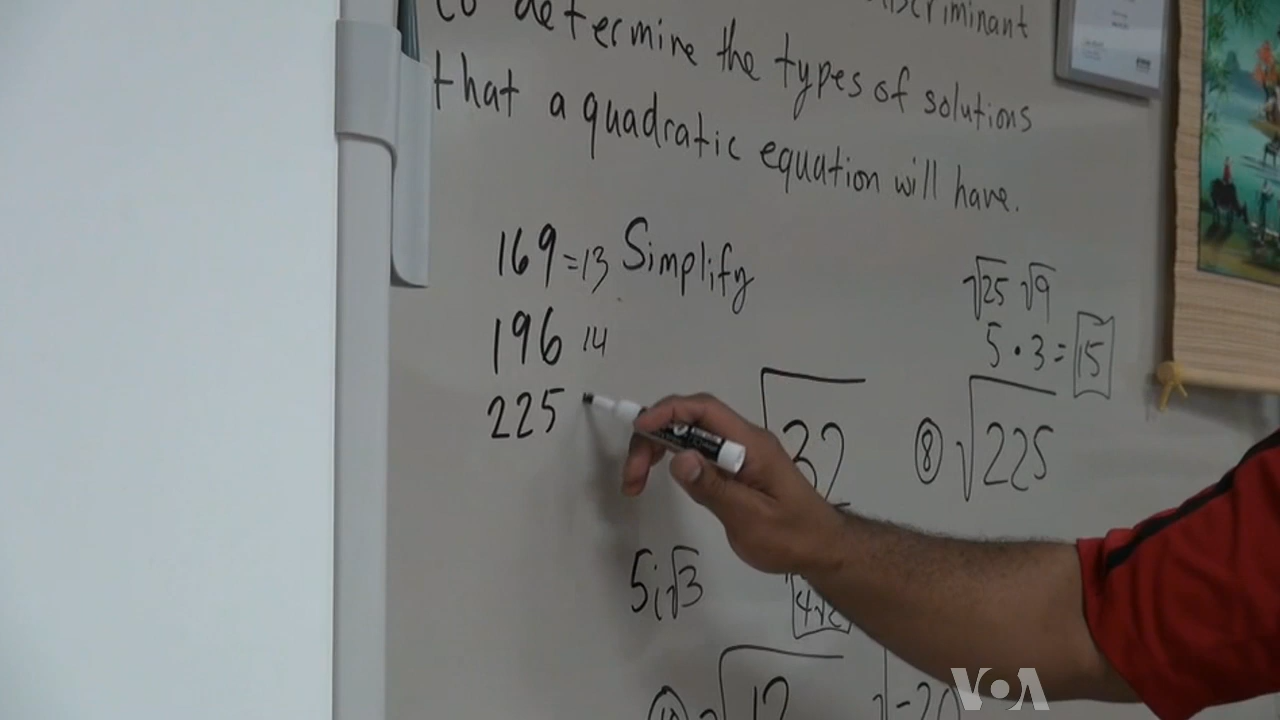 discriminant
to determine the types of solutions
that a quadratic equation will have.
169 = 13 Simplify
196 14
225
√25 √9
5 · 3 = 15
32
⑧ √225
5i√3
4√2
√12
√-20
VOA